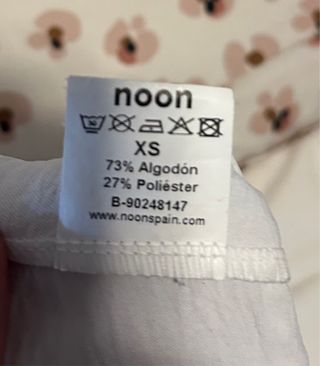 noon
XS
73% Algodón
27% Poliéster
B-90248147
www.noonspain.com